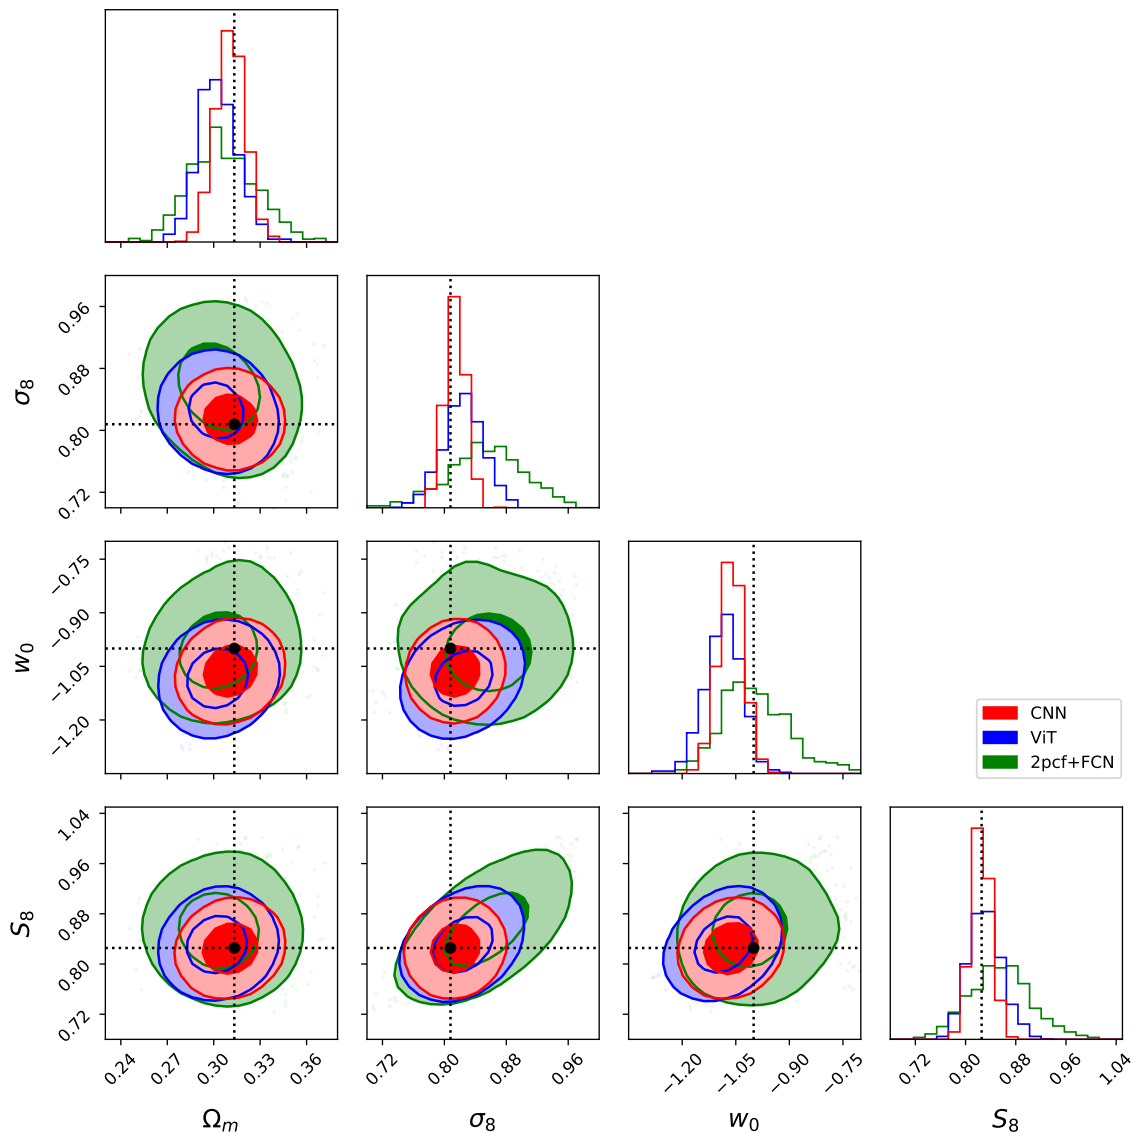 0.96
0.88
0.80
0.72
σ₈
−0.75
−0.90
−1.05
−1.20
w₀
CNN
ViT
2pcf+FCN
1.04
0.96
0.88
0.80
0.72
S₈
0.24 0.27 0.30 0.33 0.36
0.72 0.80 0.88 0.96
−1.20 −1.05 −0.90 −0.75
0.72 0.80 0.88 0.96 1.04
Ωₘ σ₈ w₀ S₈